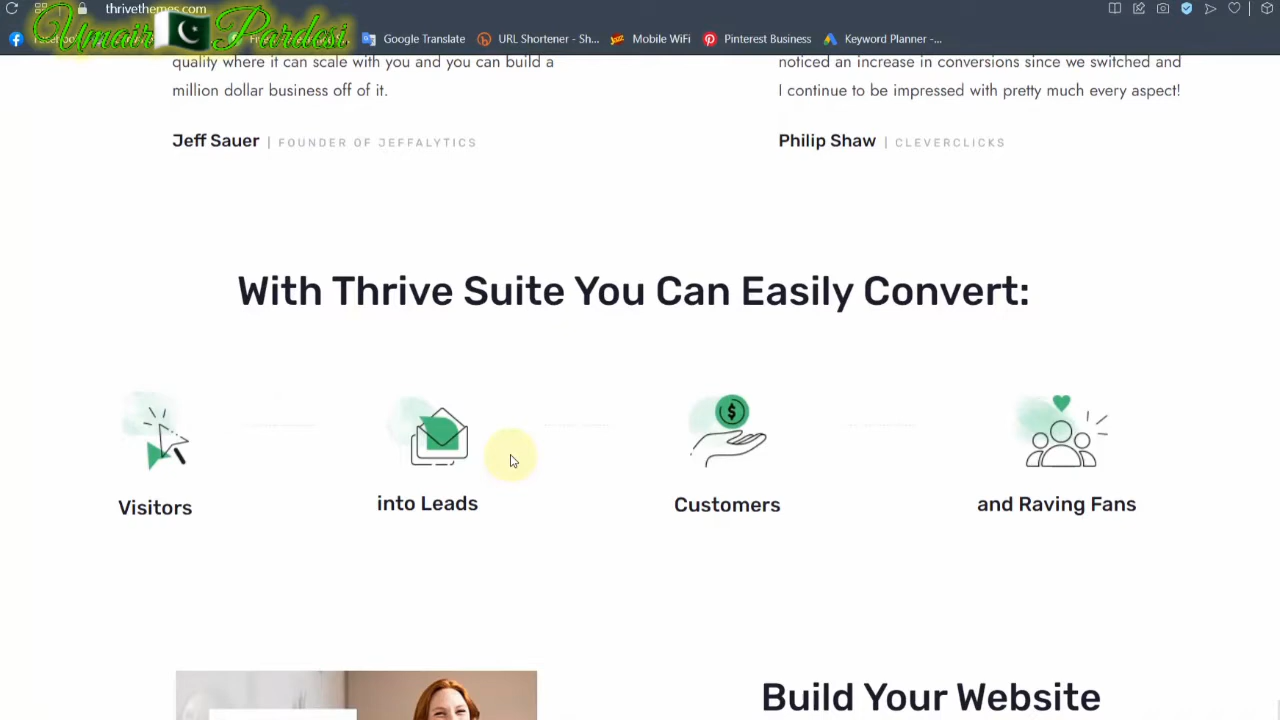 thrivethemes.com
Umair Pardesi
Google Translate
URL Shortener - Sh...
Mobile WiFi
Pinterest Business
Keyword Planner -...
quality where it can scale with you and you can build a
million dollar business off of it.
noticed an increase in conversions since we switched and
I continue to be impressed with pretty much every aspect!
Jeff Sauer | FOUNDER OF JEFFALYTICS
Philip Shaw | CLEVERCLICKS
With Thrive Suite You Can Easily Convert:
$
Visitors
into Leads
Customers
and Raving Fans
Build Your Website